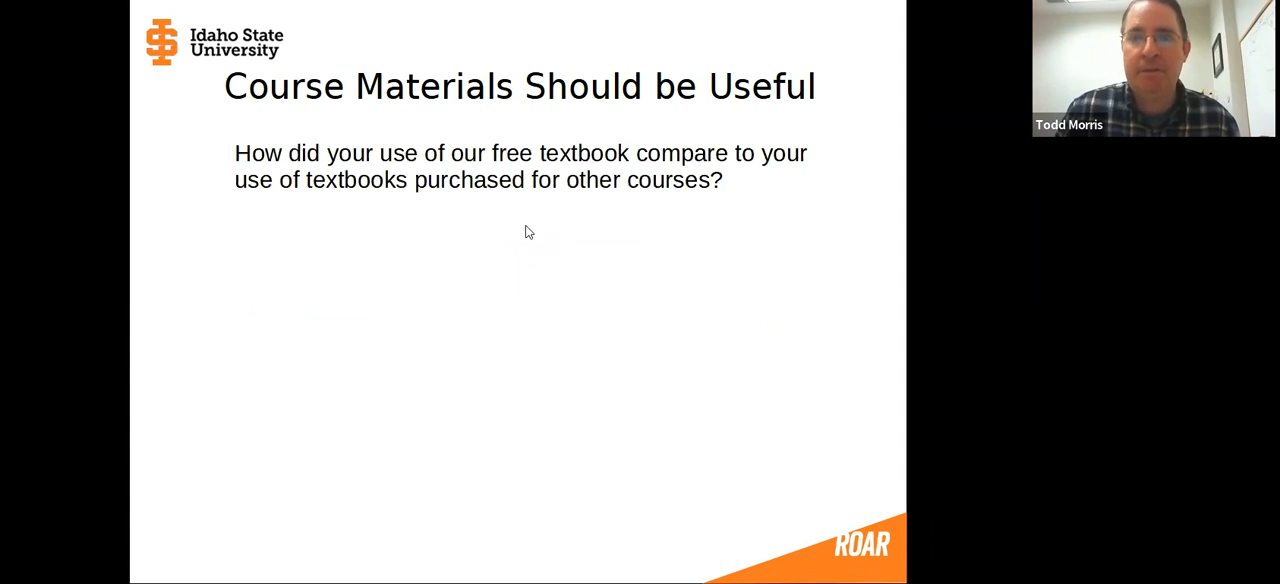 Idaho State
University
Course Materials Should be Useful
How did your use of our free textbook compare to your
use of textbooks purchased for other courses?
Todd Morris
ROAR